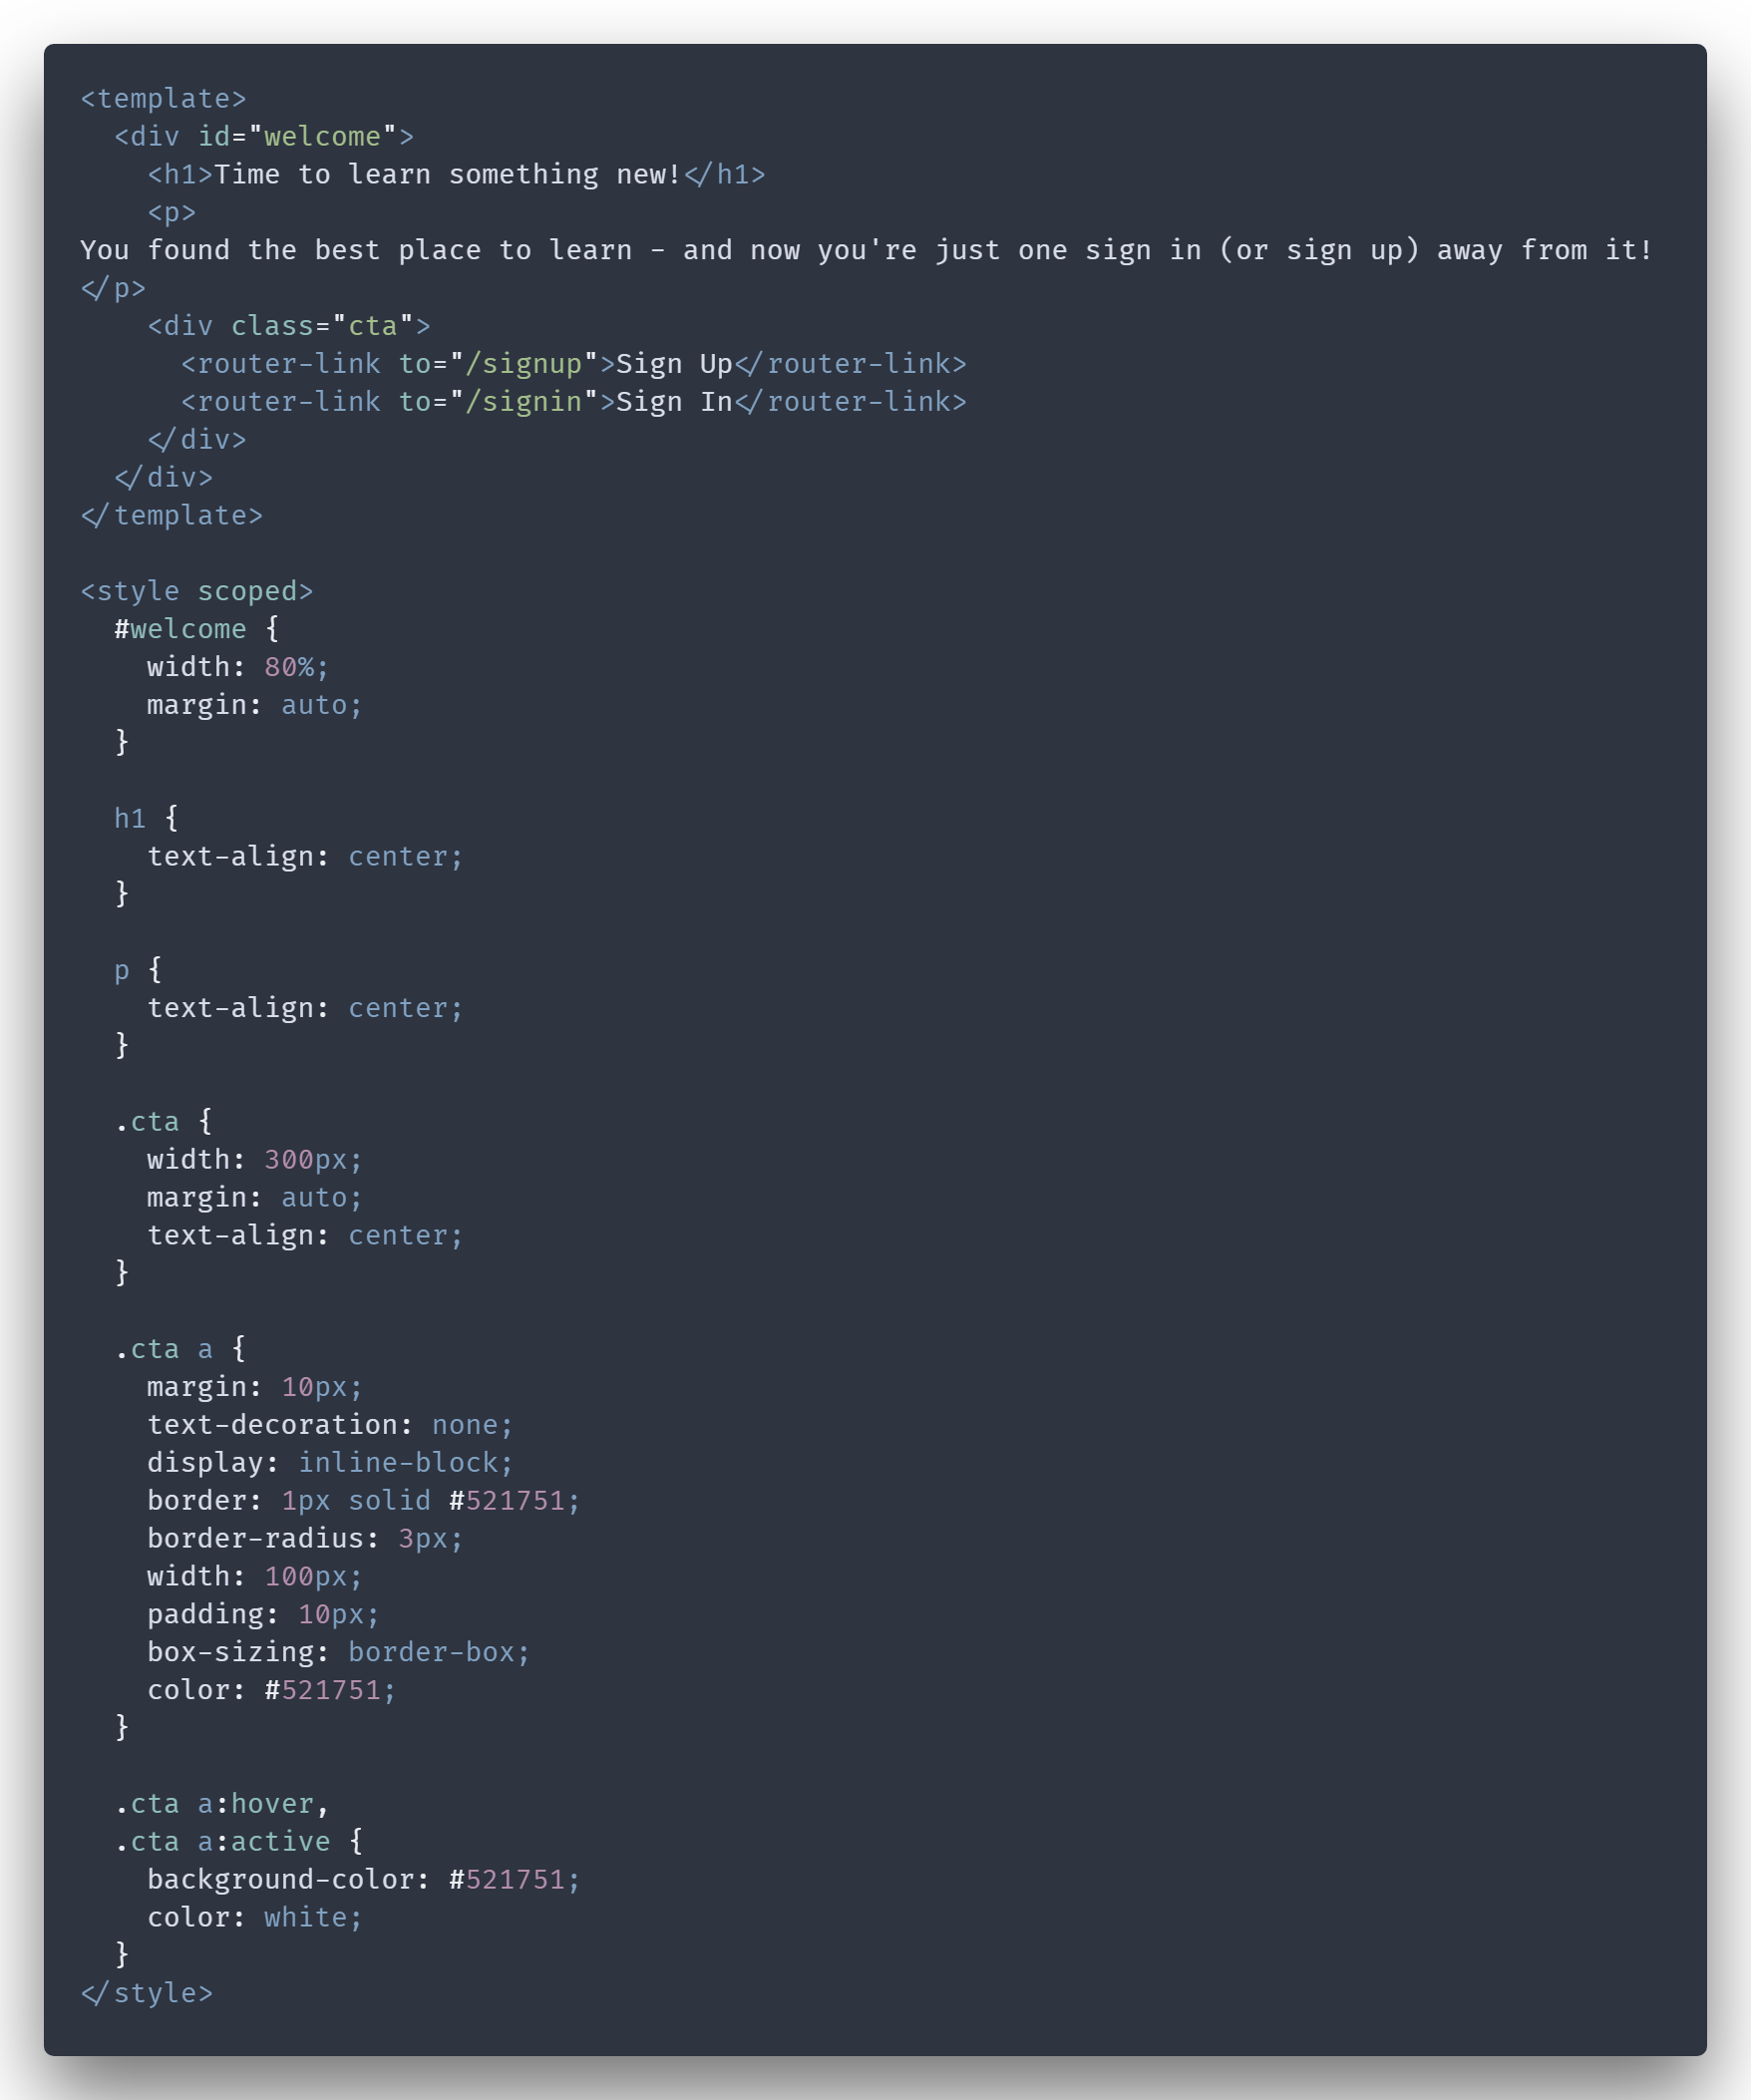 <template>
  <div id="welcome">
    <h1>Time to learn something new!</h1>
    <p>
You found the best place to learn - and now you're just one sign in (or sign up) away from it!
</p>
    <div class="cta">
      <router-link to="/signup">Sign Up</router-link>
      <router-link to="/signin">Sign In</router-link>
    </div>
  </div>
</template>

<style scoped>
  #welcome {
    width: 80%;
    margin: auto;
  }

  h1 {
    text-align: center;
  }

  p {
    text-align: center;
  }

  .cta {
    width: 300px;
    margin: auto;
    text-align: center;
  }

  .cta a {
    margin: 10px;
    text-decoration: none;
    display: inline-block;
    border: 1px solid #521751;
    border-radius: 3px;
    width: 100px;
    padding: 10px;
    box-sizing: border-box;
    color: #521751;
  }

  .cta a:hover,
  .cta a:active {
    background-color: #521751;
    color: white;
  }
</style>